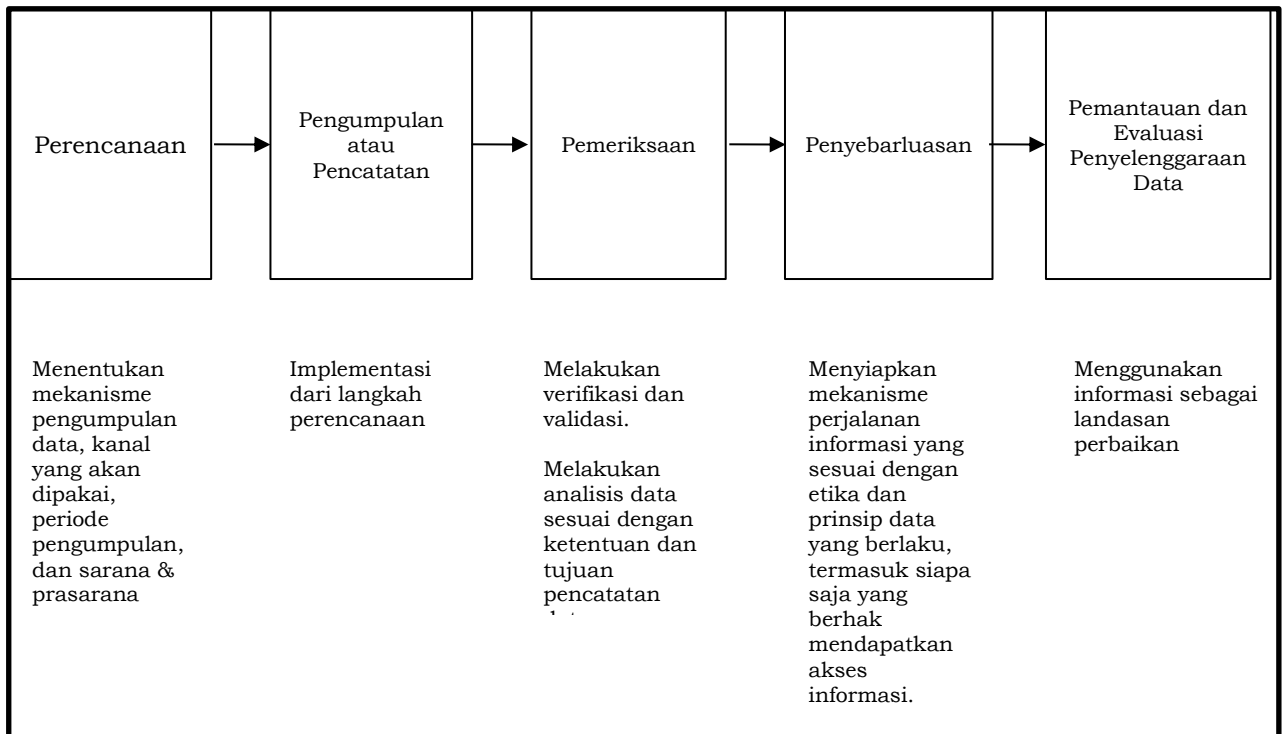 Perencanaan
Pengumpulan
atau
Pencatatan
Pemeriksaan
Penyebarluasan
Pemantauan dan
Evaluasi
Penyelenggaraan
Data
Menentukan
mekanisme
pengumpulan
data, kanal
yang akan
dipakai,
periode
pengumpulan,
dan sarana &
prasarana
Implementasi
dari langkah
perencanaan
Melakukan
verifikasi dan
validasi.
Melakukan
analisis data
sesuai dengan
ketentuan dan
tujuan
pencatatan
Menyiapkan
mekanisme
perjalanan
informasi yang
sesuai dengan
etika dan
prinsip data
yang berlaku,
termasuk siapa
saja yang
berhak
mendapatkan
akses
informasi.
Menggunakan
informasi sebagai
landasan
perbaikan